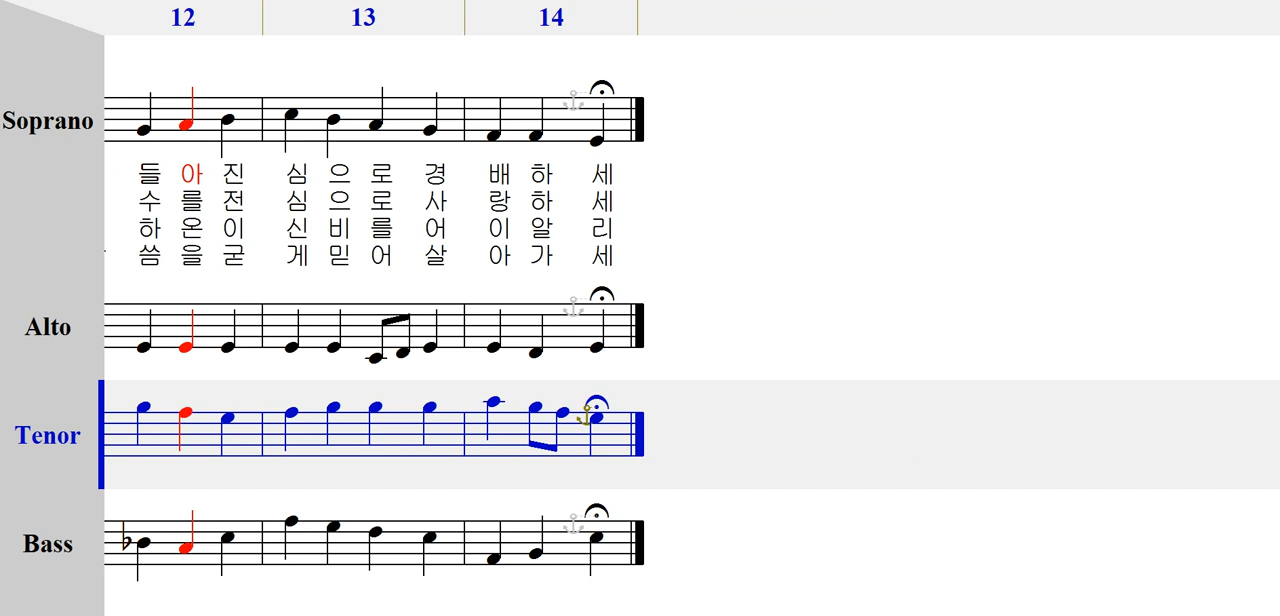 12 13 14
Soprano
들 아 진 심 으 로 경 배 하 세
수 를 전 심 으 로 사 랑 하 세
하 온 이 신 비 를 어 이 알 리
씀 을 굳 게 믿 어 살 아 가 세
Alto
Tenor
Bass